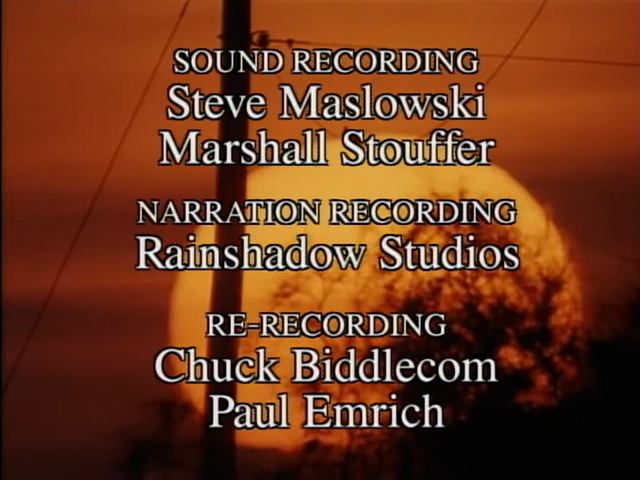 SOUND RECORDING
Steve Maslowski
Marshall Stouffer
NARRATION RECORDING
Rainshadow Studios
RE-RECORDING
Chuck Biddlecom
Paul Emrich